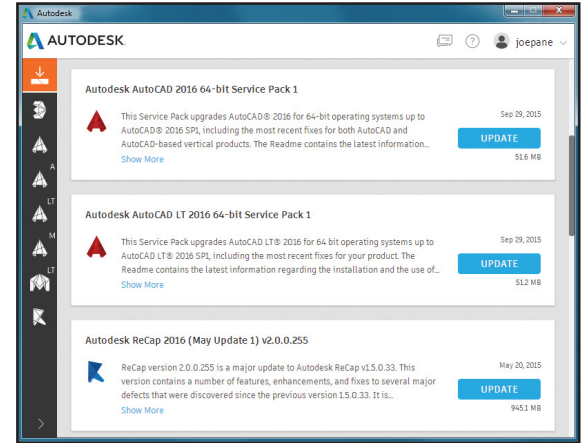 Autodesk
AUTODESK.
joepane
A
LT
M
LT
Autodesk AutoCAD 2016 64-bit Service Pack 1
This Service Pack upgrades AutoCAD® 2016 for 64-bit operating systems up to
AutoCAD® 2016 SP1, including the most recent fixes for both AutoCAD and
AutoCAD-based vertical products. The Readme contains the latest information...
Show More
Sep 29, 2015
UPDATE
51.6 MB
Autodesk AutoCAD LT 2016 64-bit Service Pack 1
This Service Pack upgrades AutoCAD LT® 2016 for 64 bit operating systems up to
AutoCAD LT® 2016 SP1, including the most recent fixes for your product. The
Readme contains the latest information regarding the installation and the use of...
Show More
Sep 29, 2015
UPDATE
51.2 MB
Autodesk ReCap 2016 (May Update 1) v2.0.0.255
ReCap version 2.0.0.255 is a major update to Autodesk ReCap v1.5.0.33. This
version contains a number of features, enhancements, and fixes to several major
defects that were discovered since the previous version 1.5.0.33. It is...
Show More
May 20, 2015
UPDATE
945.1 MB